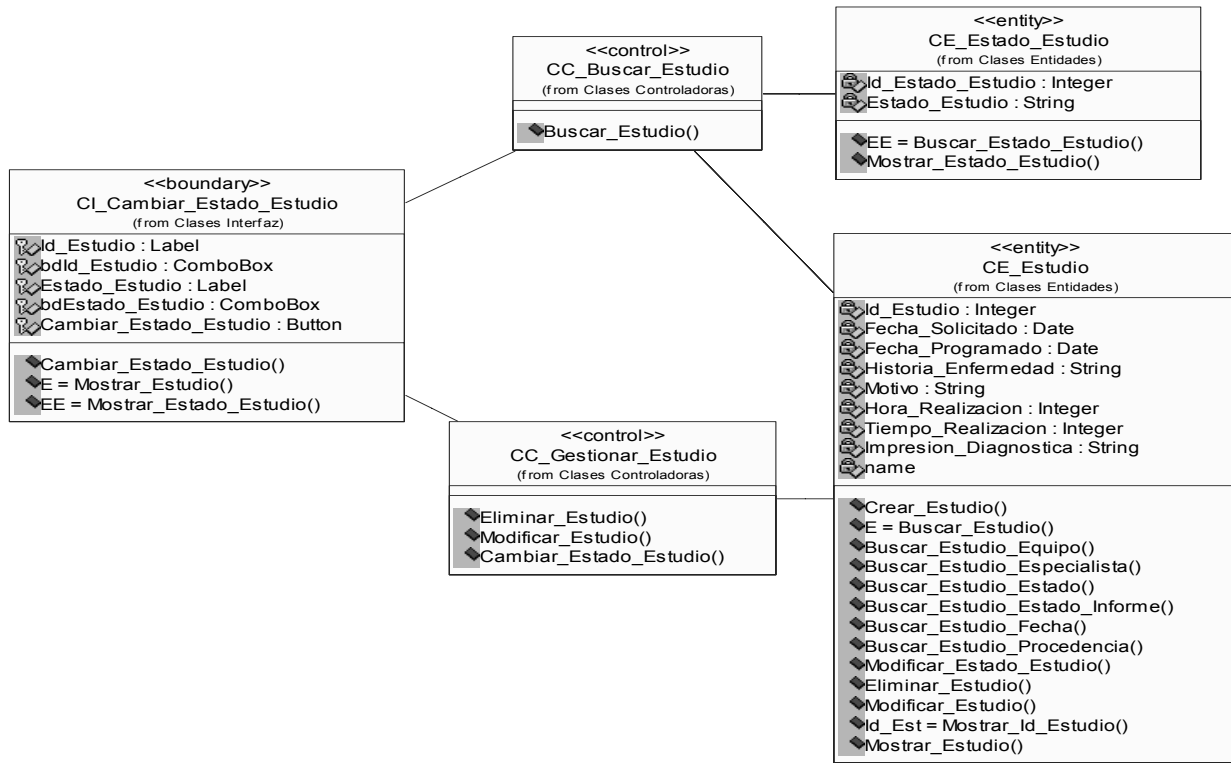 <<control>>
CC_Buscar_Estudio
(from Clases Controladoras)
Buscar_Estudio()
<<entity>>
CE_Estado_Estudio
(from Clases Entidades)
Id_Estado_Estudio : Integer
Estado_Estudio : String
EE = Buscar_Estado_Estudio()
Mostrar_Estado_Estudio()
<<boundary>>
CI_Cambiar_Estado_Estudio
(from Clases Interfaz)
Id_Estudio : Label
bdId_Estudio : ComboBox
Estado_Estudio : Label
bdEstado_Estudio : ComboBox
Cambiar_Estado_Estudio : Button
Cambiar_Estado_Estudio()
E = Mostrar_Estudio()
EE = Mostrar_Estado_Estudio()
<<control>>
CC_Gestionar_Estudio
(from Clases Controladoras)
Eliminar_Estudio()
Modificar_Estudio()
Cambiar_Estado_Estudio()
<<entity>>
CE_Estudio
(from Clases Entidades)
Id_Estudio : Integer
Fecha_Solicitado : Date
Fecha_Programado : Date
Historia_Enfermedad : String
Motivo : String
Hora_Realizacion : Integer
Tiempo_Realizacion : Integer
Impresion_Diagnostica : String
name
Crear_Estudio()
E = Buscar_Estudio()
Buscar_Estudio_Equipo()
Buscar_Estudio_Especialista()
Buscar_Estudio_Estado()
Buscar_Estudio_Estado_Informe()
Buscar_Estudio_Fecha()
Buscar_Estudio_Procedencia()
Modificar_Estado_Estudio()
Eliminar_Estudio()
Modificar_Estudio()
Id_Est = Mostrar_Id_Estudio()
Mostrar_Estudio()